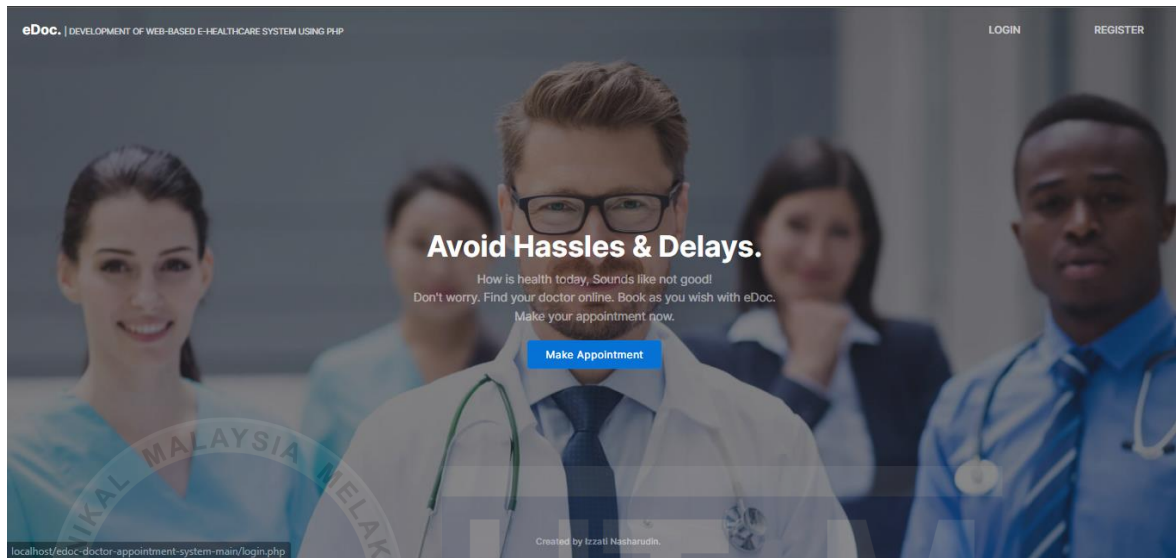 eDoc. | DEVELOPMENT OF WEB-BASED E-HEALTHCARE SYSTEM USING PHP
LOGIN
REGISTER
Avoid Hassles & Delays.
How is health today, Sounds like not good!
Don't worry. Find your doctor online. Book as you wish with eDoc.
Make your appointment now.
Make Appointment
MALAYSIA
Created by Izzati Nasharudin.
localhost/edoc-doctor-appointment-system-main/login.php